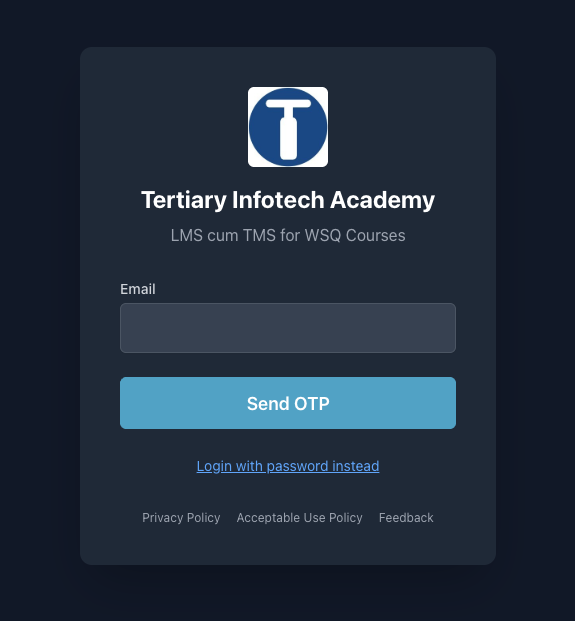 Tertiary Infotech Academy
LMS cum TMS for WSQ Courses
Email
Send OTP
Login with password instead
Privacy Policy Acceptable Use Policy Feedback